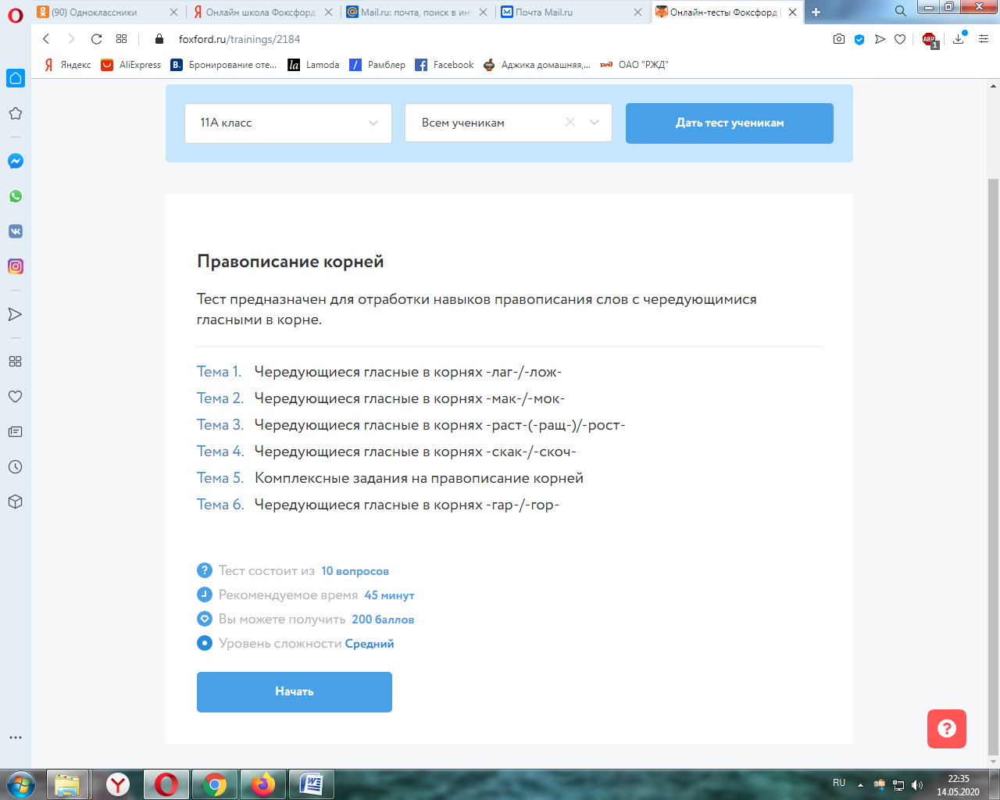 (90) Одноклассники
Онлайн школа Фоксфорд
Mail.ru: почта, поиск в инт
Почта Mail.ru
Онлайн-тесты Фоксфорд |
foxford.ru/trainings/2184
ABP
1
Яндекс
AliExpress
B.
Бронирование оте...
la
Lamoda
Рамблер
Facebook
Аджика домашняя,...
ОАО "РЖД"
11А класс
Всем ученикам
Дать тест ученикам
Правописание корней
Тест предназначен для отработки навыков правописания слов с чередующимися
гласными в корне.
Тема 1. Чередующиеся гласные в корнях -лаг-/-лож-
Тема 2. Чередующиеся гласные в корнях -мак-/-мок-
Тема 3. Чередующиеся гласные в корнях -раст-(-ращ-)/-рост-
Тема 4. Чередующиеся гласные в корнях -скак-/-скоч-
Тема 5. Комплексные задания на правописание корней
Тема 6. Чередующиеся гласные в корнях -гар-/-гор-
Тест состоит из 10 вопросов
Рекомендуемое время 45 минут
Вы можете получить 200 баллов
Уровень сложности Средний
Начать
RU
22:35
14.05.2020